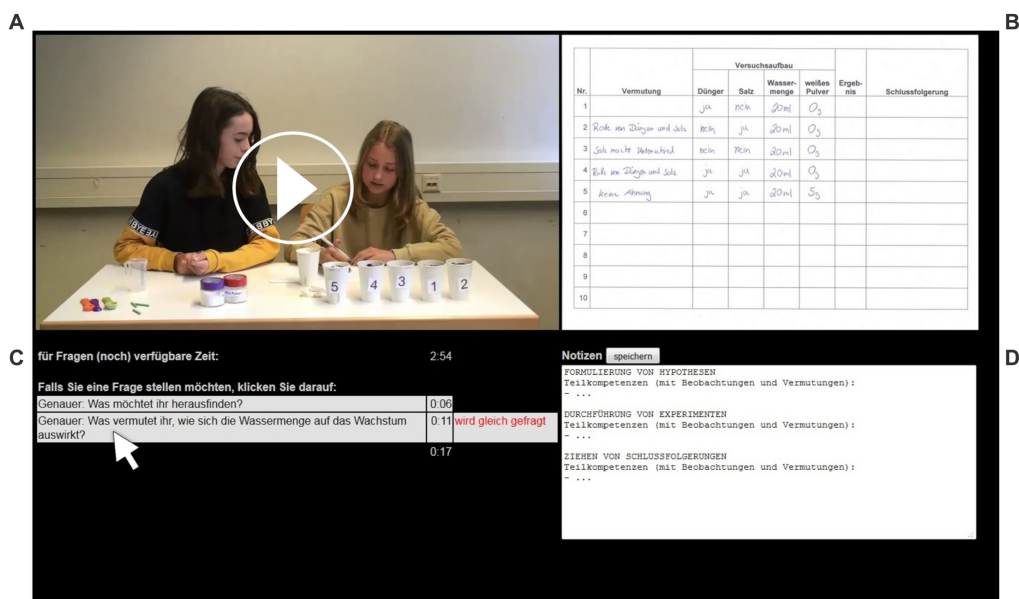 A
B
Versuchsaufbau
Nr. Vermutung Dünger Salz Wasser- menge weißes Pulver Ergeb- nis Schlussfolgerung
1 ja nein 20ml 0g
2 Rolle von Dünger und Salz nein ja 20ml 0g
3 Salz macht Unterschied nein nein 20ml 0g
4 Rolle von Dünger und Salz ja ja 20ml 0g
5 keine Ahnung ja ja 20ml 5g
6
7
8
9
10
BYE BY
5 4 3 1 2
C
für Fragen (noch) verfügbare Zeit: 2:54
Falls Sie eine Frage stellen möchten, klicken Sie darauf:
Genauer: Was möchtet ihr herausfinden? 0:06
Genauer: Was vermutet ihr, wie sich die Wassermenge auf das Wachstum 0:11 wird gleich gefragt
auswirkt?
0:17
D
Notizen speichern
FORMULIERUNG VON HYPOTHESEN
Teilkompetenzen (mit Beobachtungen und Vermutungen):
- ...
DURCHFÜHRUNG VON EXPERIMENTEN
Teilkompetenzen (mit Beobachtungen und Vermutungen):
- ...
ZIEHEN VON SCHLUSSFOLGERUNGEN
Teilkompetenzen (mit Beobachtungen und Vermutungen):
- ...